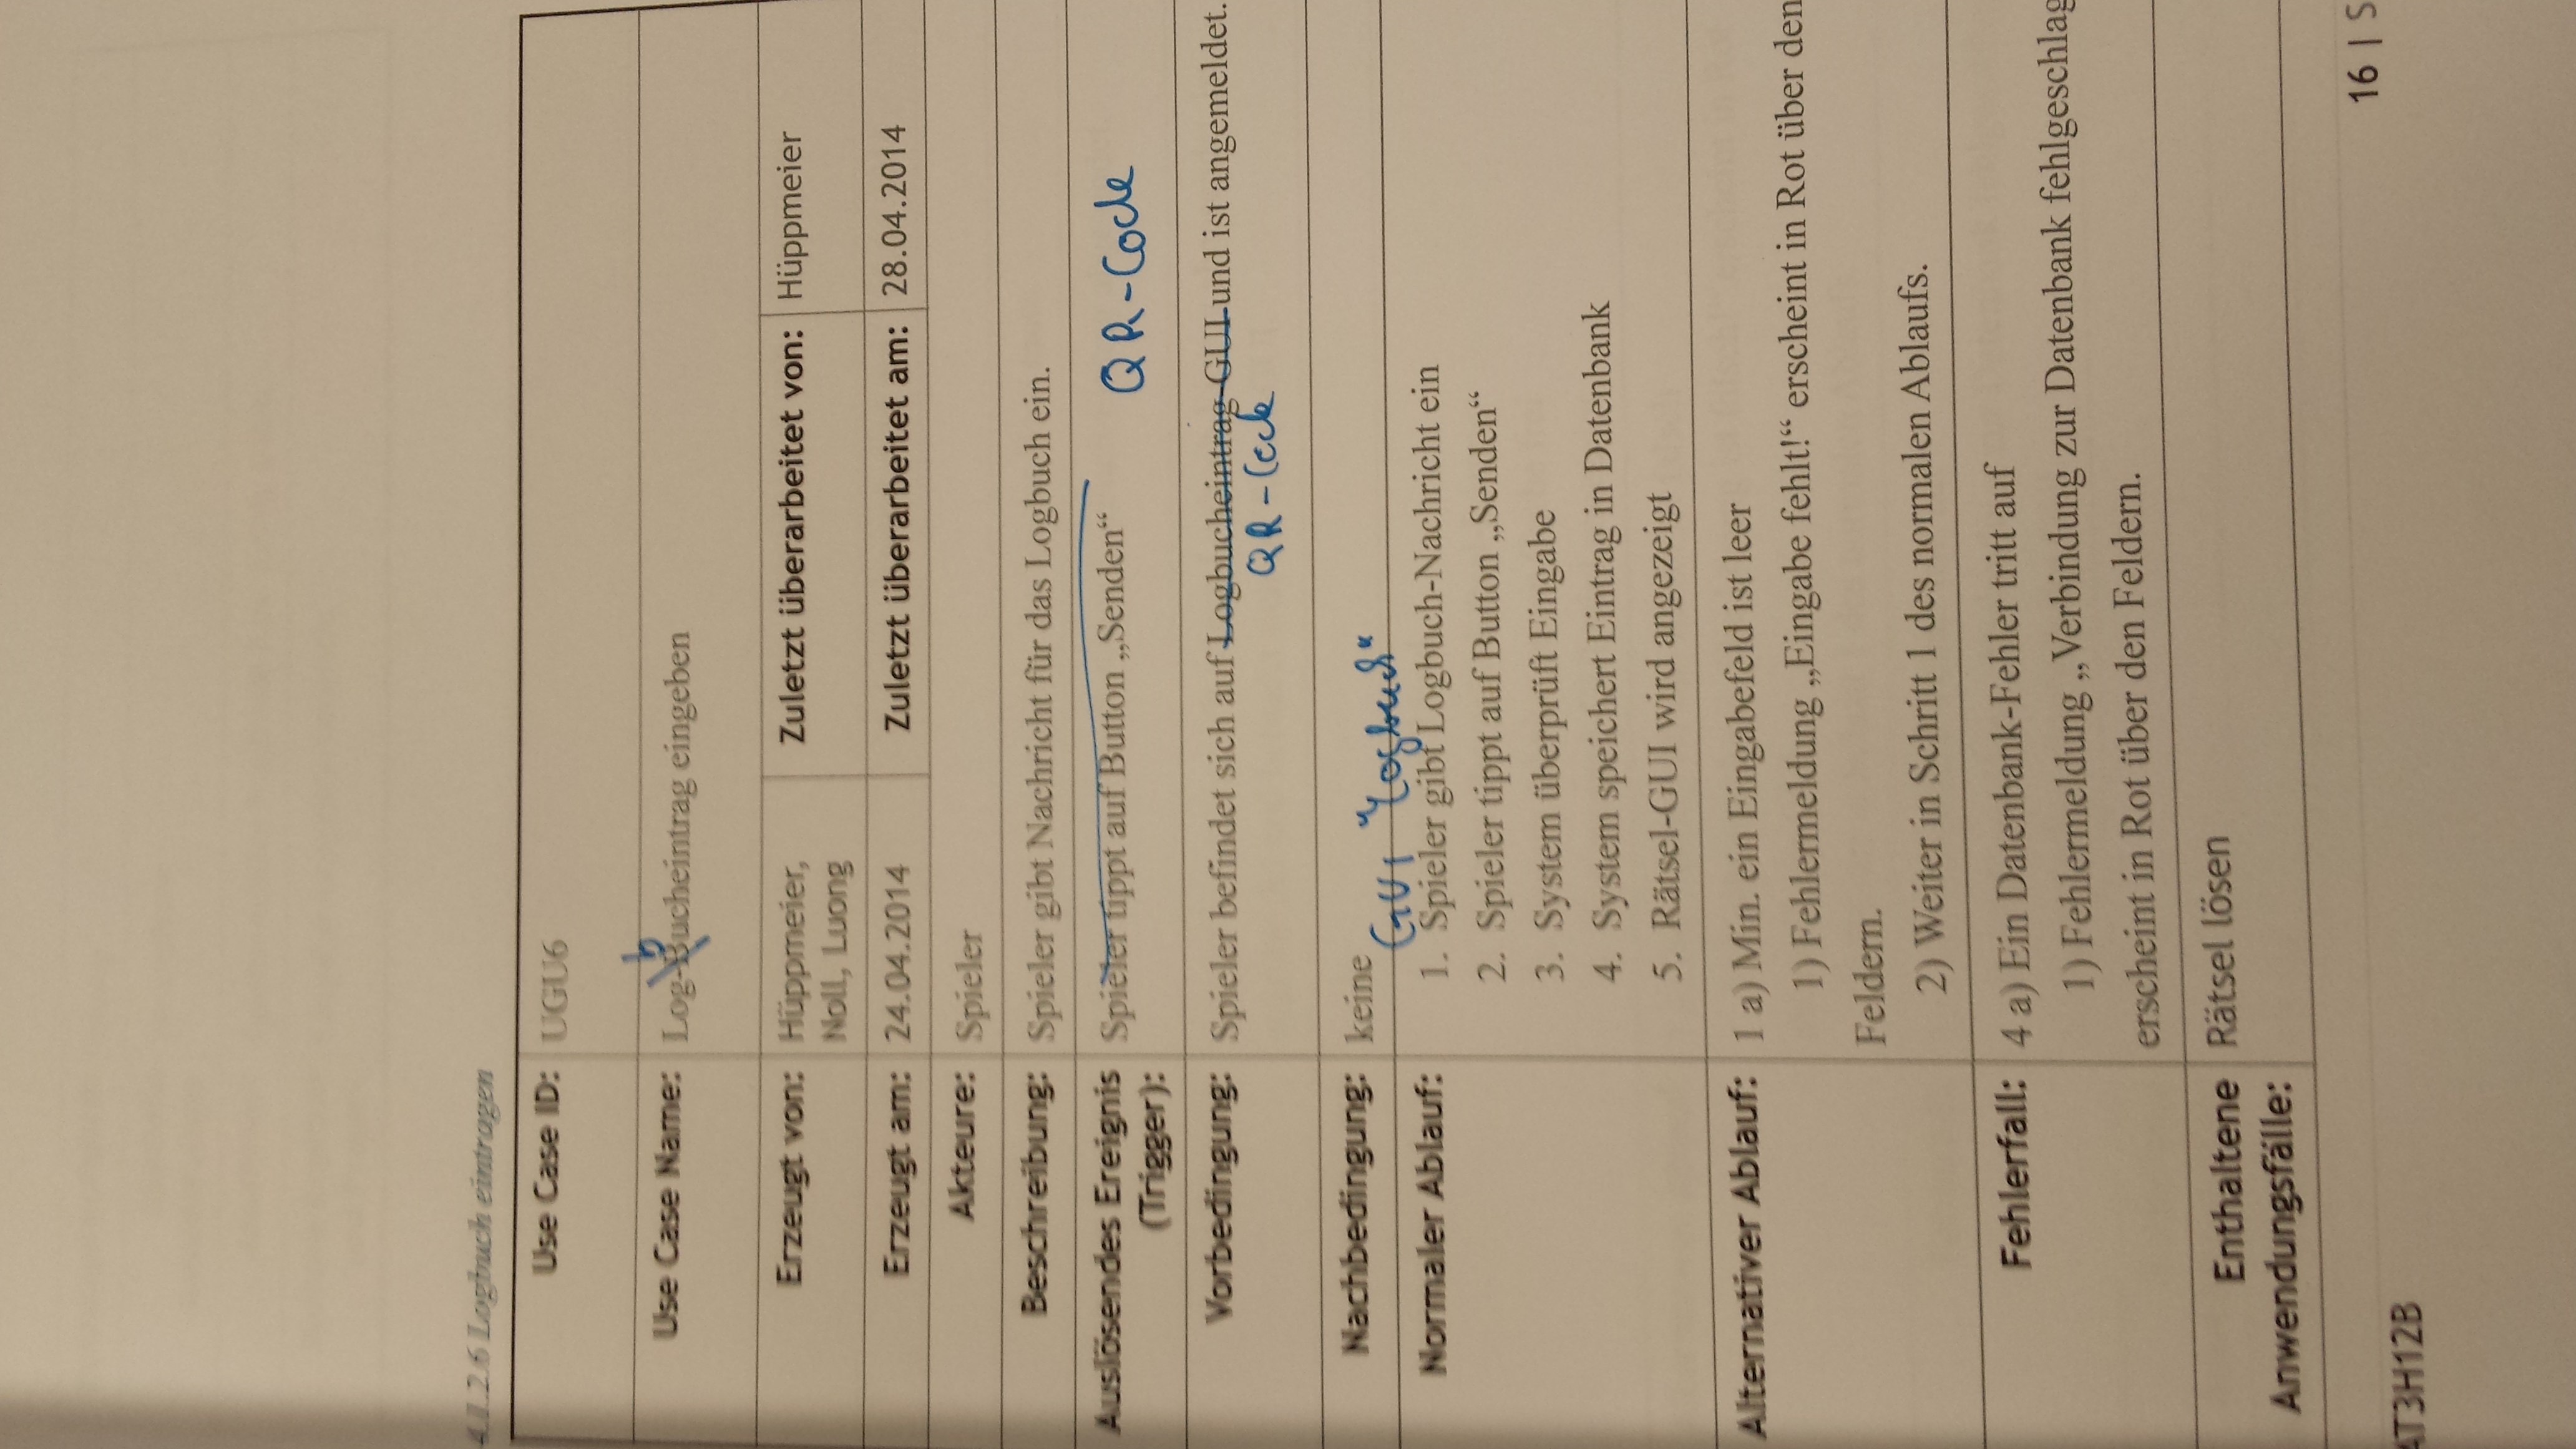 4.1.2.6 Logbuch eintragen
Use Case ID: UGU6
b
Use Case Name: Log-Bucheintrag eingeben
Erzeugt von: Hüppmeier, Zuletzt überarbeitet von: Hüppmeier
Noll, Luong
Erzeugt am: 24.04.2014 Zuletzt überarbeitet am: 28.04.2014
Akteure: Spieler
Beschreibung: Spieler gibt Nachricht für das Logbuch ein.
Auslösendes Ereignis Spieler tippt auf Button „Senden“ QR-Code
(Trigger):
Vorbedingung: Spieler befindet sich auf Logbucheintrag-GUI und ist angemeldet.
QR-Code
Nachbedingung: keine
GUI "Logbuch"
Normaler Ablauf: 1. Spieler gibt Logbuch-Nachricht ein
2. Spieler tippt auf Button „Senden“
3. System überprüft Eingabe
4. System speichert Eintrag in Datenbank
5. Rätsel-GUI wird angezeigt
Alternativer Ablauf: 1 a) Min. ein Eingabefeld ist leer
1) Fehlermeldung „Eingabe fehlt!“ erscheint in Rot über den
Feldern.
2) Weiter in Schritt 1 des normalen Ablaufs.
Fehlerfall: 4 a) Ein Datenbank-Fehler tritt auf
1) Fehlermeldung „Verbindung zur Datenbank fehlgeschlag
erscheint in Rot über den Feldern.
Enthaltene Rätsel lösen
Anwendungsfälle:
16 | S
AT3H12B